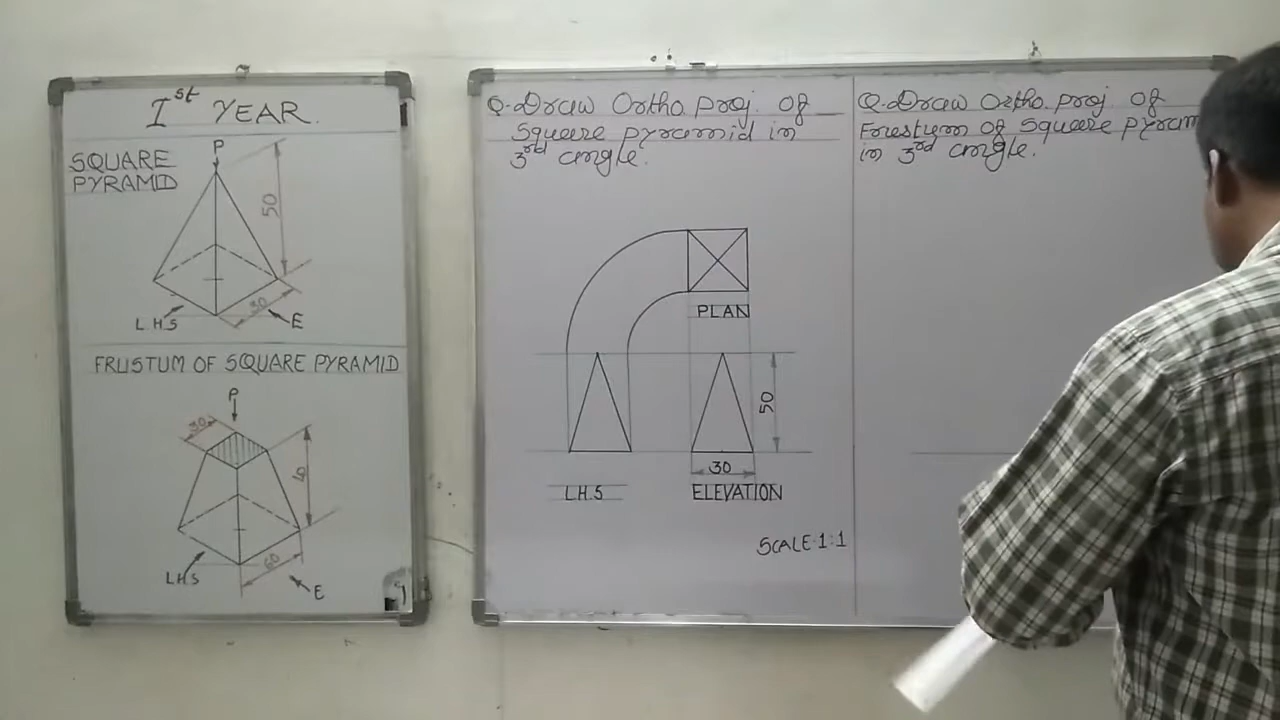 Ist YEAR.
SQUARE
PYRAMID
P
50
30
L.H.S
E
FRUSTUM OF SQUARE PYRAMID
P
30
40
60
L.H.S
E
Q. Draw Ortho. Proj. Of
Square pyramid in
3rd angle.
PLAN
50
30
L.H.S
ELEVATION
SCALE-1:1
Q. Draw Ortho. Proj. Of
Frustum Of Square pyram
in 3rd angle.